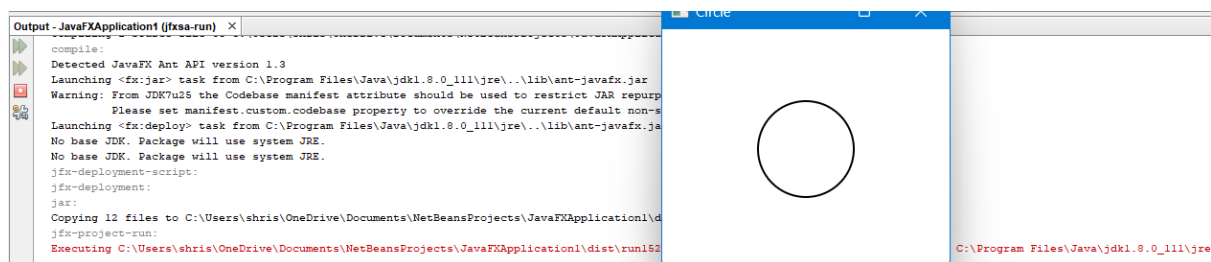 Output - JavaFXApplication1 (jfxsa-run) ×
Circle
compile:
Detected JavaFX Ant API version 1.3
Launching <fx:jar> task from C:\Program Files\Java\jdk1.8.0_111\jre\..\lib\ant-javafx.jar
Warning: From JDK7u25 the Codebase manifest attribute should be used to restrict JAR repurp
Please set manifest.custom.codebase property to override the current default non-s
Launching <fx:deploy> task from C:\Program Files\Java\jdk1.8.0_111\jre\..\lib\ant-javafx.ja
No base JDK. Package will use system JRE.
No base JDK. Package will use system JRE.
jfx-deployment-script:
jfx-deployment:
jar:
Copying 12 files to C:\Users\shris\OneDrive\Documents\NetBeansProjects\JavaFXApplication1\d
jfx-project-run:
Executing C:\Users\shris\OneDrive\Documents\NetBeansProjects\JavaFXApplication1\dist\run152 C:\Program Files\Java\jdk1.8.0_111\jre